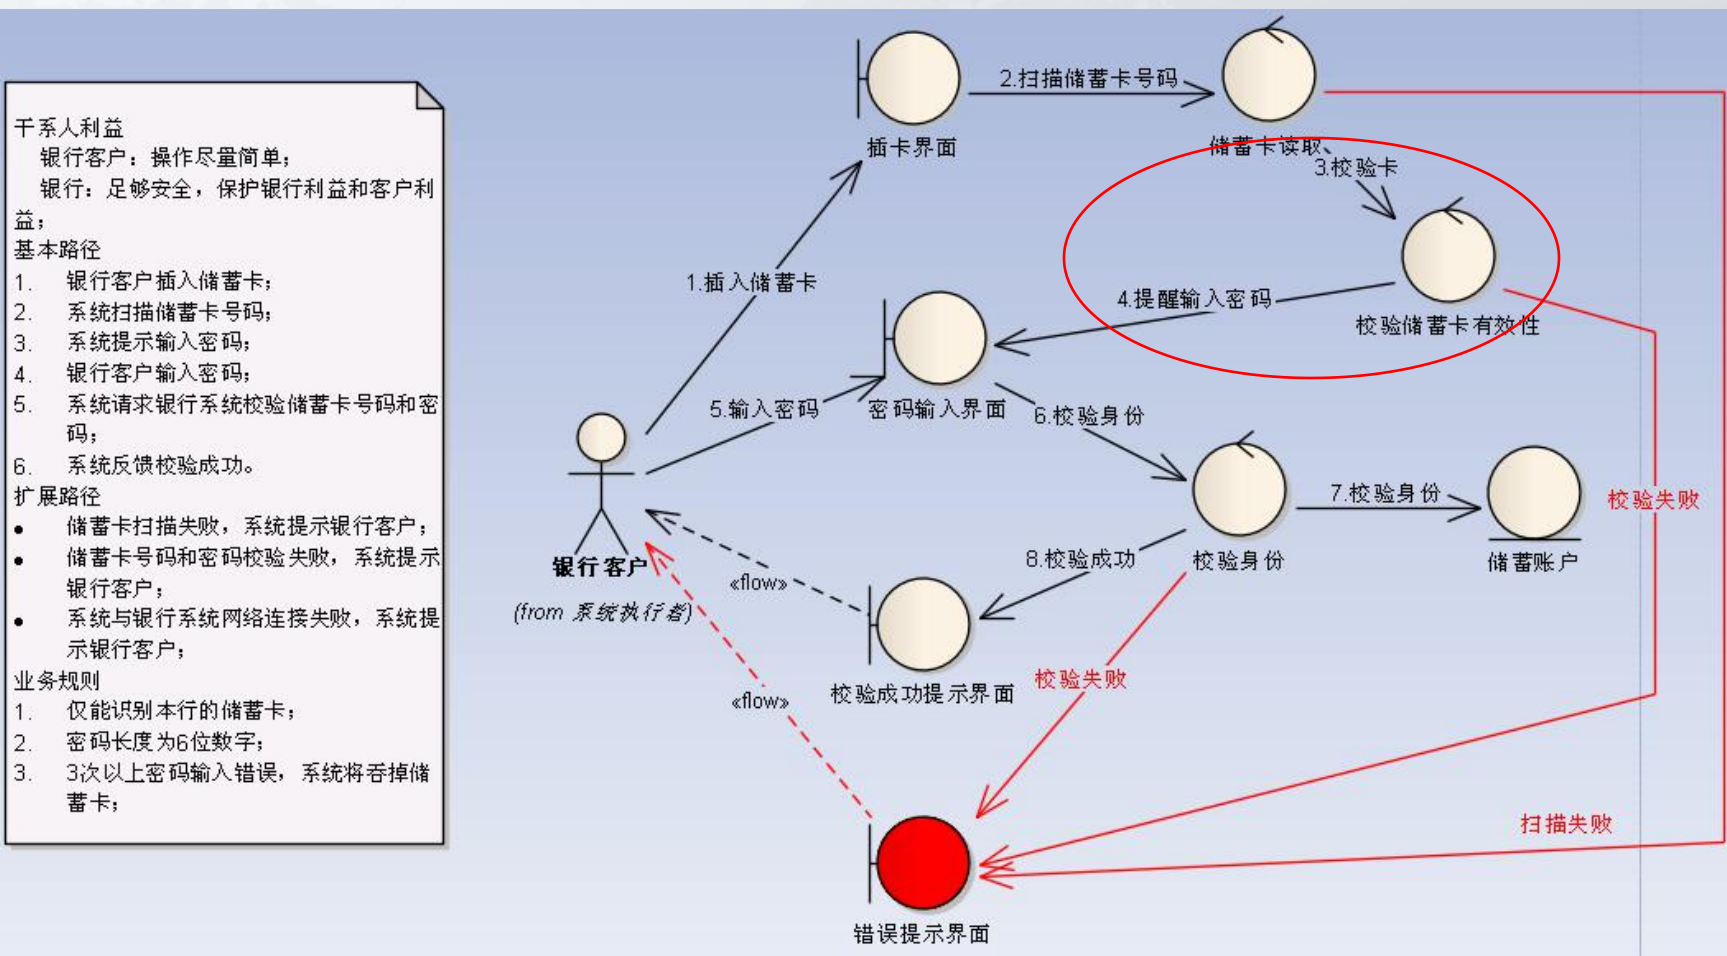 干系人利益
银行客户：操作尽量简单；
银行：足够安全，保护银行利益和客户利
益；
基本路径
1. 银行客户插入储蓄卡；
2. 系统扫描储蓄卡号码；
3. 系统提示输入密码；
4. 银行客户输入密码；
5. 系统请求银行系统校验储蓄卡号码和密
码；
6. 系统反馈校验成功。
扩展路径
• 储蓄卡扫描失败，系统提示银行客户；
• 储蓄卡号码和密码校验失败，系统提示
银行客户；
• 系统与银行系统网络连接失败，系统提
示银行客户；
业务规则
1. 仅能识别本行的储蓄卡；
2. 密码长度为6位数字；
3. 3次以上密码输入错误，系统将吞掉储
蓄卡；
2.扫描储蓄卡号码
插卡界面
储蓄卡读取
3.校验卡
1.插入储蓄卡
4.提醒输入密码
校验储蓄卡有效性
5.输入密码
密码输入界面
6.校验身份
7.校验身份
校验失败
银行客户
(from 系统执行者)
«flow»
8.校验成功
校验身份
储蓄账户
«flow»
校验成功提示界面
校验失败
扫描失败
错误提示界面